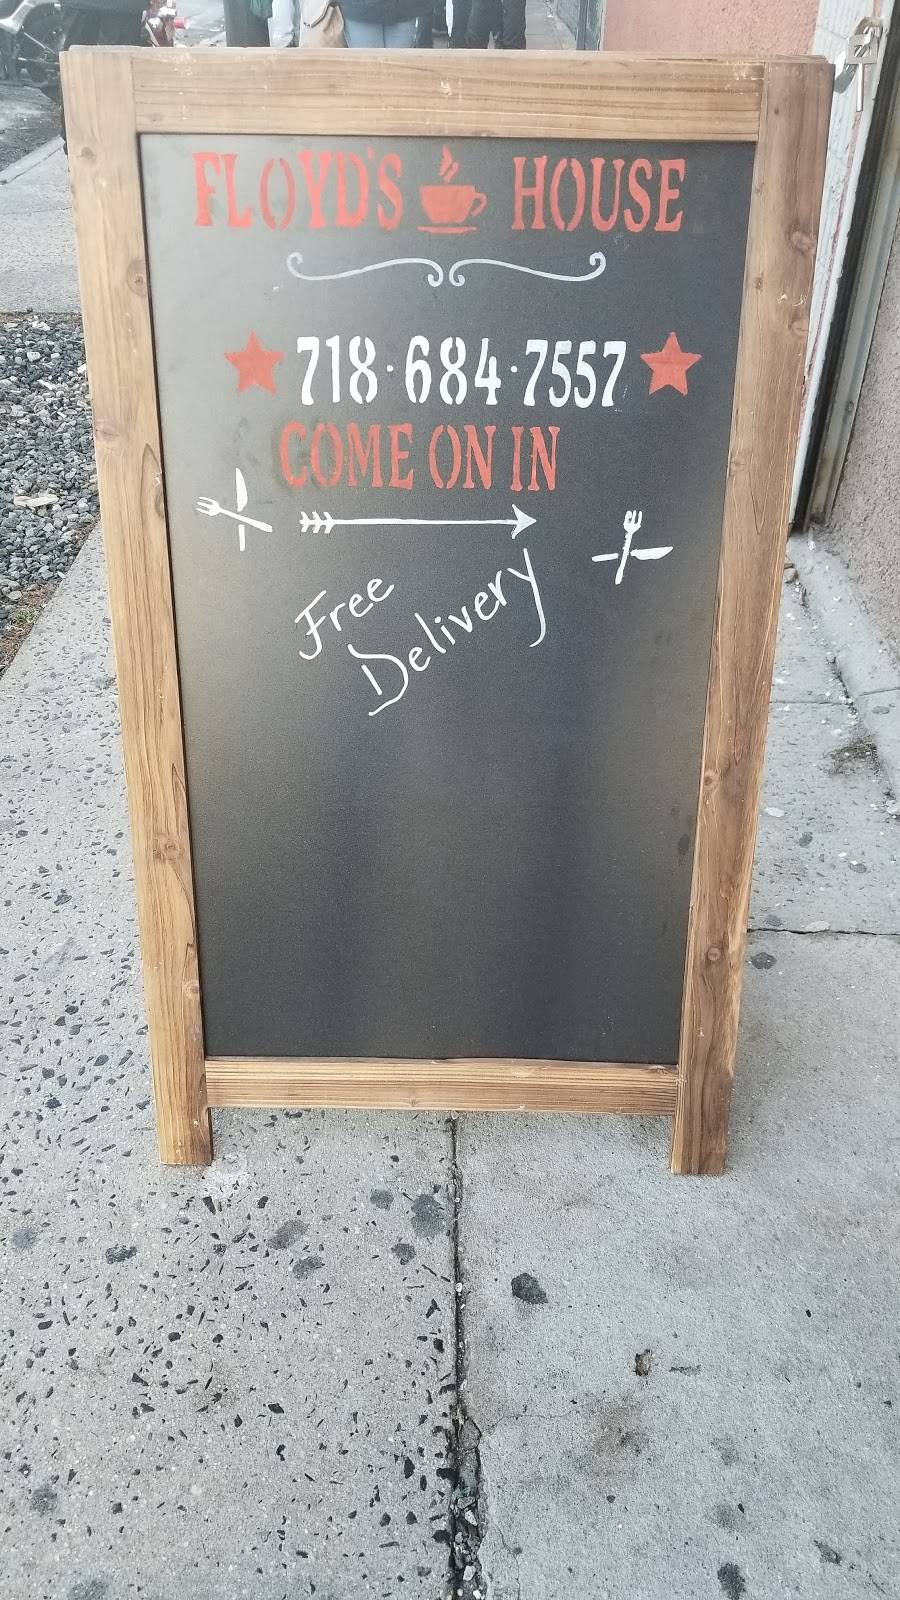 FLOYD'S HOUSE
718·684·7557
COME ON IN
Free
Delivery